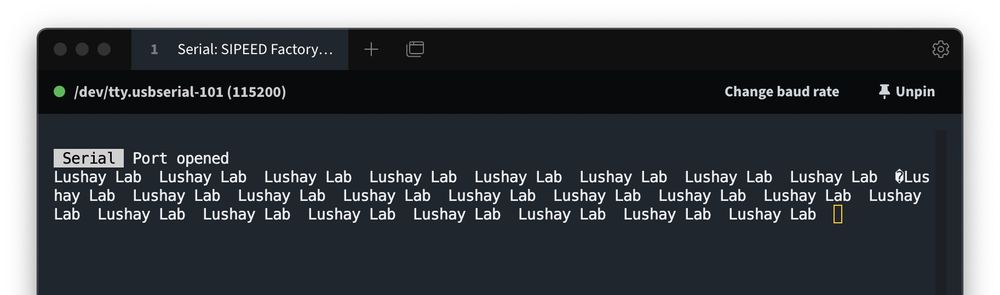 1 Serial: SIPEED Factory…
/dev/tty.usbserial-101 (115200) Change baud rate Unpin
Serial Port opened
Lushay Lab  Lushay Lab  Lushay Lab  Lushay Lab  Lushay Lab  Lushay Lab  Lushay Lab  Lushay Lab  �Lus
hay Lab  Lushay Lab  Lushay Lab  Lushay Lab  Lushay Lab  Lushay Lab  Lushay Lab  Lushay Lab  Lushay
Lab  Lushay Lab  Lushay Lab  Lushay Lab  Lushay Lab  Lushay Lab  Lushay Lab  Lushay Lab